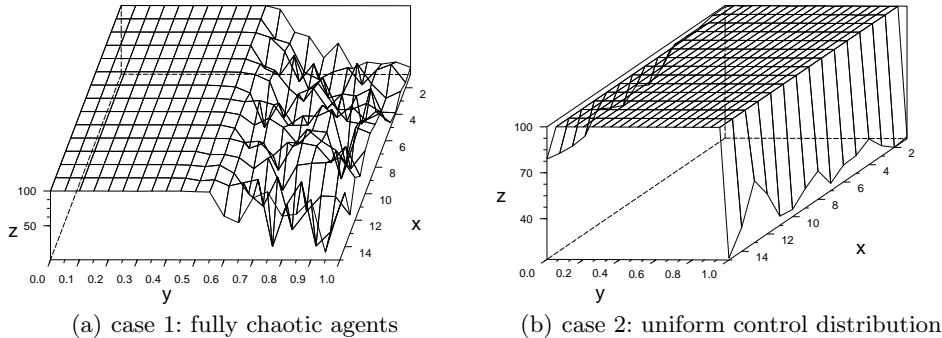 2
4
6
8
10
12
14
x
100
50
z
0.0 0.1 0.2 0.3 0.4 0.5 0.6 0.7 0.8 0.9 1.0
y
(a) case 1: fully chaotic agents
100
70
40
z
2
4
6
8
10
12
14
x
0.0 0.2 0.4 0.6 0.8 1.0
y
(b) case 2: uniform control distribution